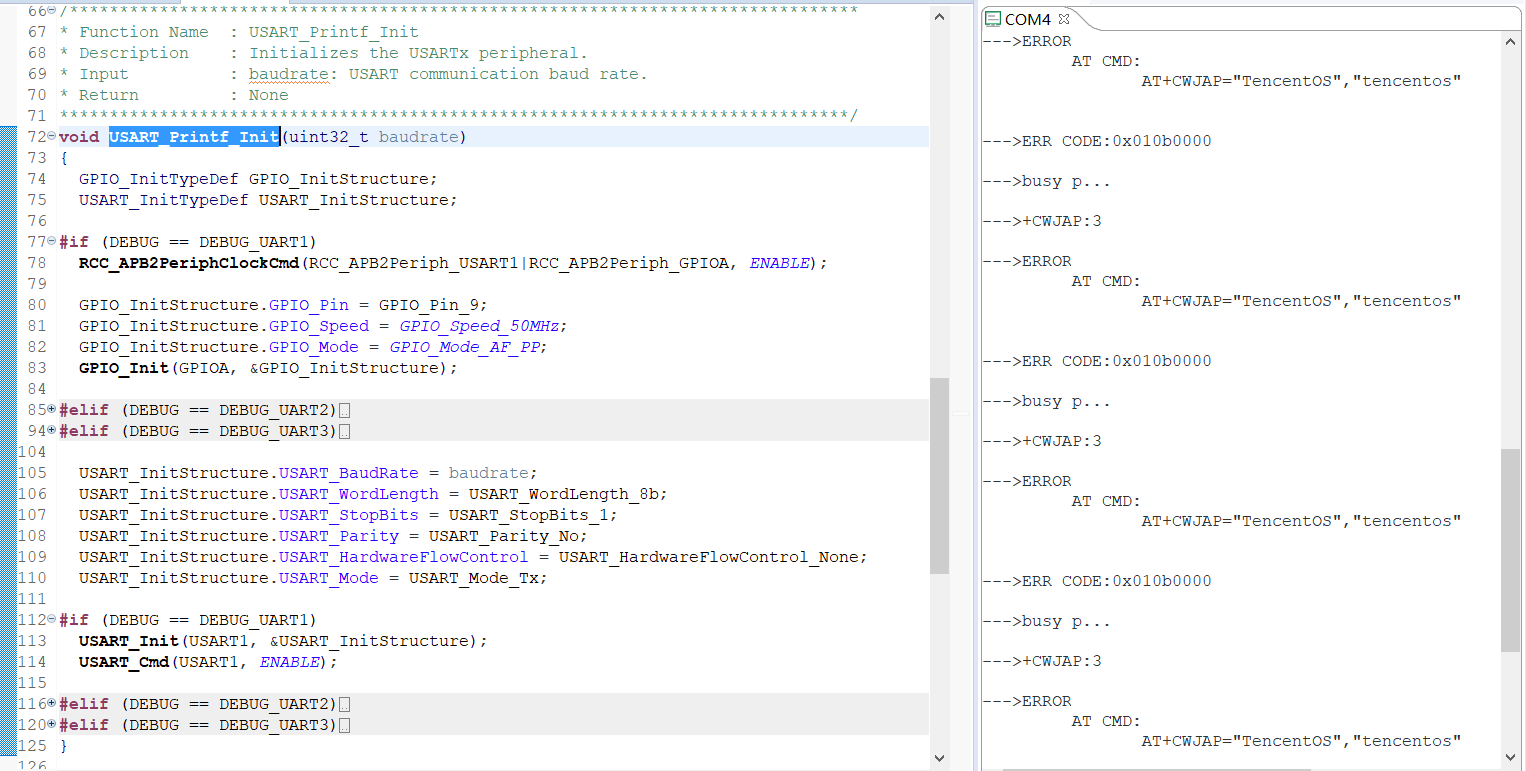 66 /*******************************************************************************
67 * Function Name  : USART_Printf_Init
68 * Description    : Initializes the USARTx peripheral.
69 * Input          : baudrate: USART communication baud rate.
70 * Return         : None
71 *******************************************************************************/
72 void USART_Printf_Init(uint32_t baudrate)
73 {
74   GPIO_InitTypeDef GPIO_InitStructure;
75   USART_InitTypeDef USART_InitStructure;
76
77 #if (DEBUG == DEBUG_UART1)
78   RCC_APB2PeriphClockCmd(RCC_APB2Periph_USART1|RCC_APB2Periph_GPIOA, ENABLE);
79
80   GPIO_InitStructure.GPIO_Pin = GPIO_Pin_9;
81   GPIO_InitStructure.GPIO_Speed = GPIO_Speed_50MHz;
82   GPIO_InitStructure.GPIO_Mode = GPIO_Mode_AF_PP;
83   GPIO_Init(GPIOA, &GPIO_InitStructure);
84
85 #elif (DEBUG == DEBUG_UART2)
94 #elif (DEBUG == DEBUG_UART3)
104
105   USART_InitStructure.USART_BaudRate = baudrate;
106   USART_InitStructure.USART_WordLength = USART_WordLength_8b;
107   USART_InitStructure.USART_StopBits = USART_StopBits_1;
108   USART_InitStructure.USART_Parity = USART_Parity_No;
109   USART_InitStructure.USART_HardwareFlowControl = USART_HardwareFlowControl_None;
110   USART_InitStructure.USART_Mode = USART_Mode_Tx;
111
112 #if (DEBUG == DEBUG_UART1)
113   USART_Init(USART1, &USART_InitStructure);
114   USART_Cmd(USART1, ENABLE);
115
116 #elif (DEBUG == DEBUG_UART2)
120 #elif (DEBUG == DEBUG_UART3)
125 }
126
COM4
--->ERROR
AT CMD:
AT+CWJAP="TencentOS","tencentos"
--->ERR CODE:0x010b0000
--->busy p...
--->+CWJAP:3
--->ERROR
AT CMD:
AT+CWJAP="TencentOS","tencentos"
--->ERR CODE:0x010b0000
--->busy p...
--->+CWJAP:3
--->ERROR
AT CMD:
AT+CWJAP="TencentOS","tencentos"
--->ERR CODE:0x010b0000
--->busy p...
--->+CWJAP:3
--->ERROR
AT CMD:
AT+CWJAP="TencentOS","tencentos"